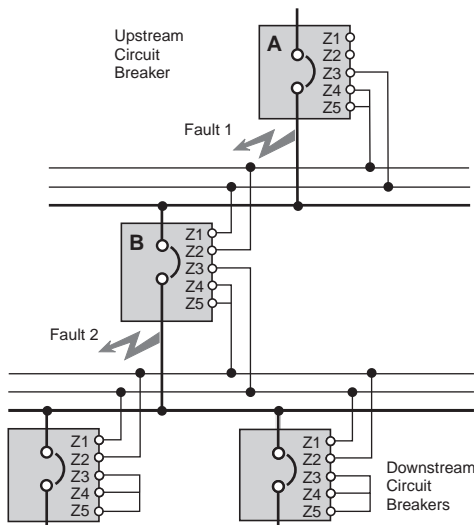 Upstream
Circuit
Breaker
A
Z1
Z2
Z3
Z4
Z5
Fault 1
B
Z1
Z2
Z3
Z4
Z5
Fault 2
Z1
Z2
Z3
Z4
Z5
Z1
Z2
Z3
Z4
Z5
Downstream
Circuit
Breakers